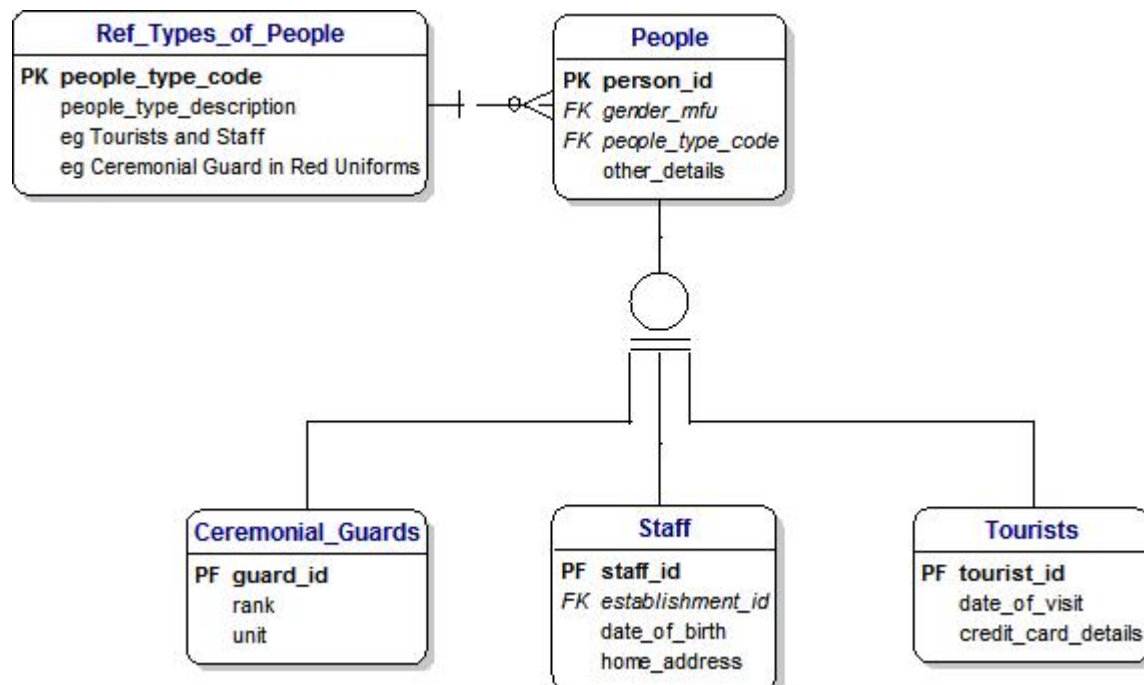 Ref_Types_of_People
PK people_type_code
people_type_description
eg Tourists and Staff
eg Ceremonial Guard in Red Uniforms
People
PK person_id
FK gender_mfu
FK people_type_code
other_details
Ceremonial_Guards
PF guard_id
rank
unit
Staff
PF staff_id
FK establishment_id
date_of_birth
home_address
Tourists
PF tourist_id
date_of_visit
credit_card_details